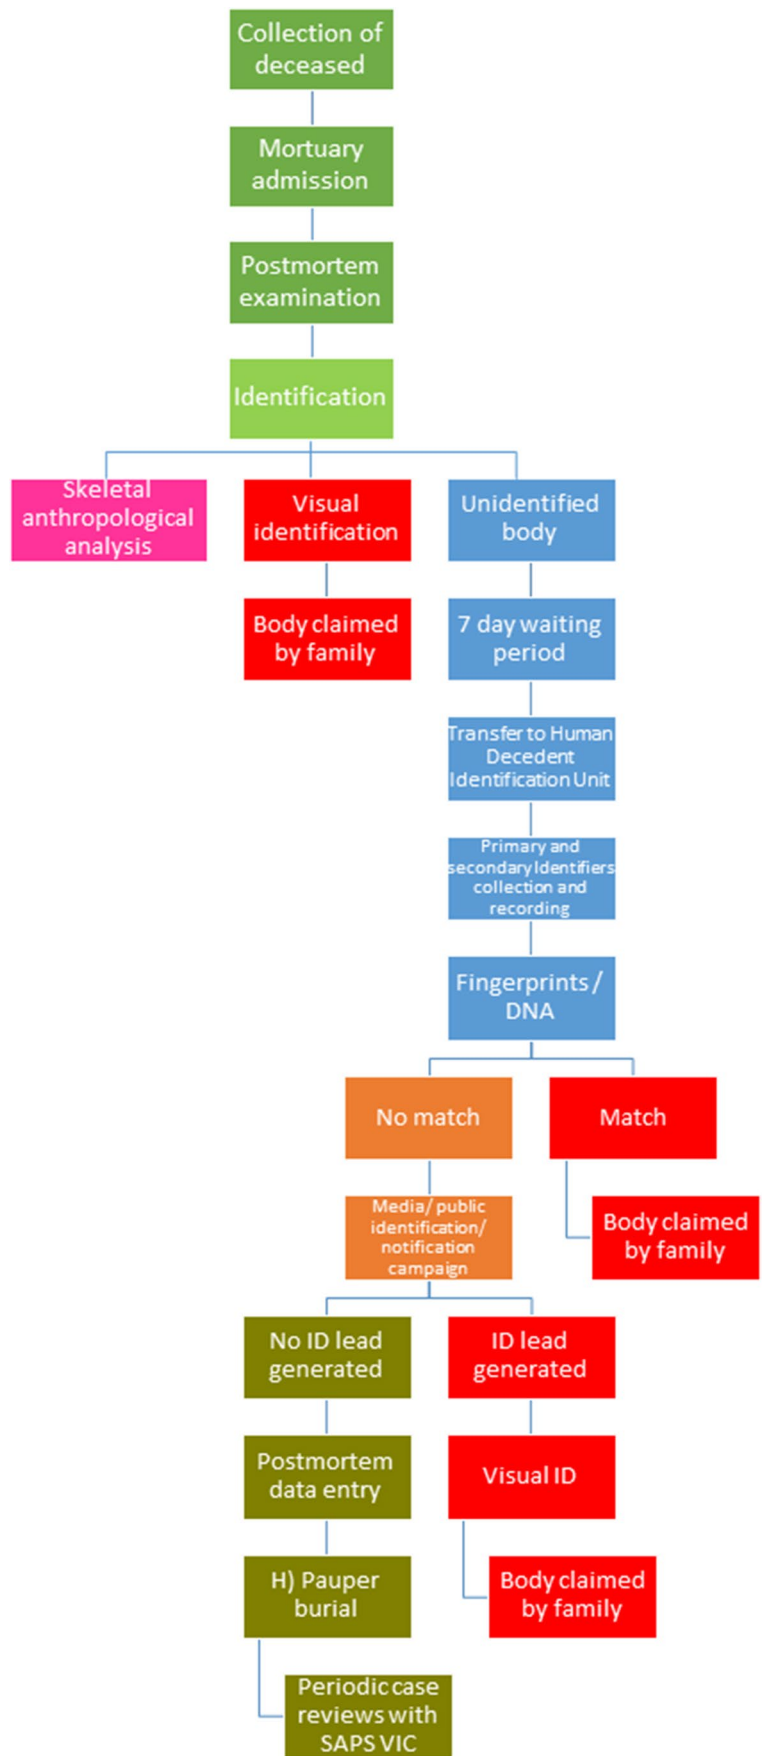 Collection of
deceased
Mortuary
admission
Postmortem
examination
Identification
Skeletal
anthropological
analysis
Visual
identification
Unidentified
body
Body claimed
by family
7 day waiting
period
Transfer to Human
Decedent
Identification Unit
Primary and
secondary Identifiers
collection and
recording
Fingerprints /
DNA
No match
Match
Media/ public
identification/
notification
campaign
Body claimed
by family
No ID lead
generated
ID lead
generated
Postmortem
data entry
Visual ID
H) Pauper
burial
Body claimed
by family
Periodic case
reviews with
SAPS VIC